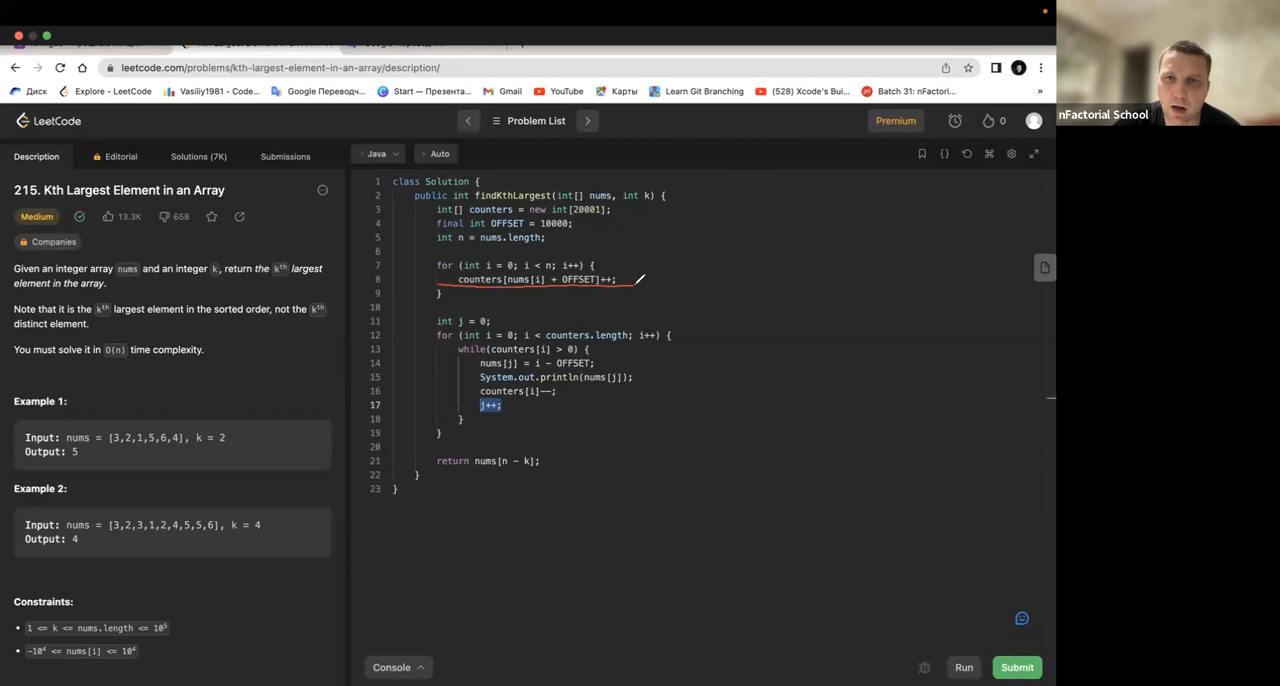 leetcode.com/problems/kth-largest-element-in-an-array/description/
Диск
Explore - LeetCode
Vasiliy1981 - Code...
Google Переводч...
Start — Презента...
Gmail
YouTube
Карты
Learn Git Branching
(528) Xcode's Bui...
Batch 31: nFactori...
»
nFactorial School
LeetCode
Problem List
Premium
0
Description
Editorial
Solutions (7K)
Submissions
Java
Auto
215. Kth Largest Element in an Array
Medium
13.3K
658
Companies
Given an integer array nums and an integer k, return the kth largest
element in the array.
Note that it is the kth largest element in the sorted order, not the kth
distinct element.
You must solve it in O(n) time complexity.
Example 1:
Input: nums = [3,2,1,5,6,4], k = 2
Output: 5
Example 2:
Input: nums = [3,2,3,1,2,4,5,5,6], k = 4
Output: 4
Constraints:
• 1 <= k <= nums.length <= 10⁵
• -10⁴ <= nums[i] <= 10⁴
1 class Solution {
2 public int findKthLargest(int[] nums, int k) {
3 int[] counters = new int[20001];
4 final int OFFSET = 10000;
5 int n = nums.length;
6
7 for (int i = 0; i < n; i++) {
8 counters[nums[i] + OFFSET]++;
9 }
10
11 int j = 0;
12 for (int i = 0; i < counters.length; i++) {
13 while(counters[i] > 0) {
14 nums[j] = i - OFFSET;
15 System.out.println(nums[j]);
16 counters[i]--;
17 j++;
18 }
19 }
20
21 return nums[n - k];
22 }
23 }
Console
Run
Submit